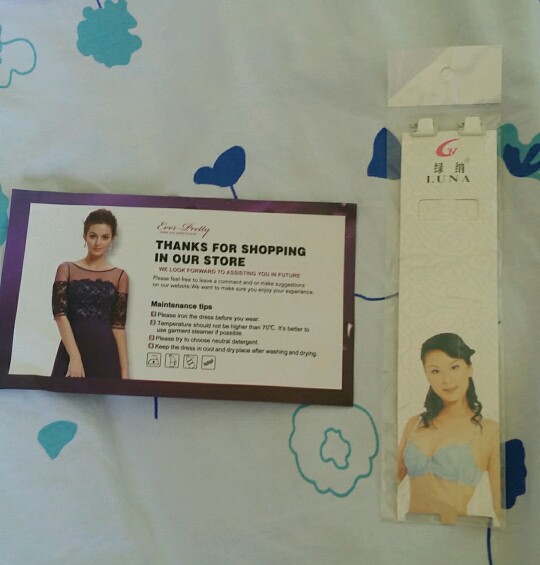 Ever-Pretty
THANKS FOR SHOPPING
IN OUR STORE
WE LOOK FORWARD TO ASSISTING YOU IN FUTURE
Please feel free to leave a comment and or make suggestions
on our website.We want to make sure you enjoy your experience.
Maintenance tips
Please iron the dress before you wear.
Temperature should not be higher than 70℃. It's better to
use garment steamer if possible.
Please try to choose neutral detergent.
Keep the dress in cool and dry place after washing and drying.
绿纳®
LUNA